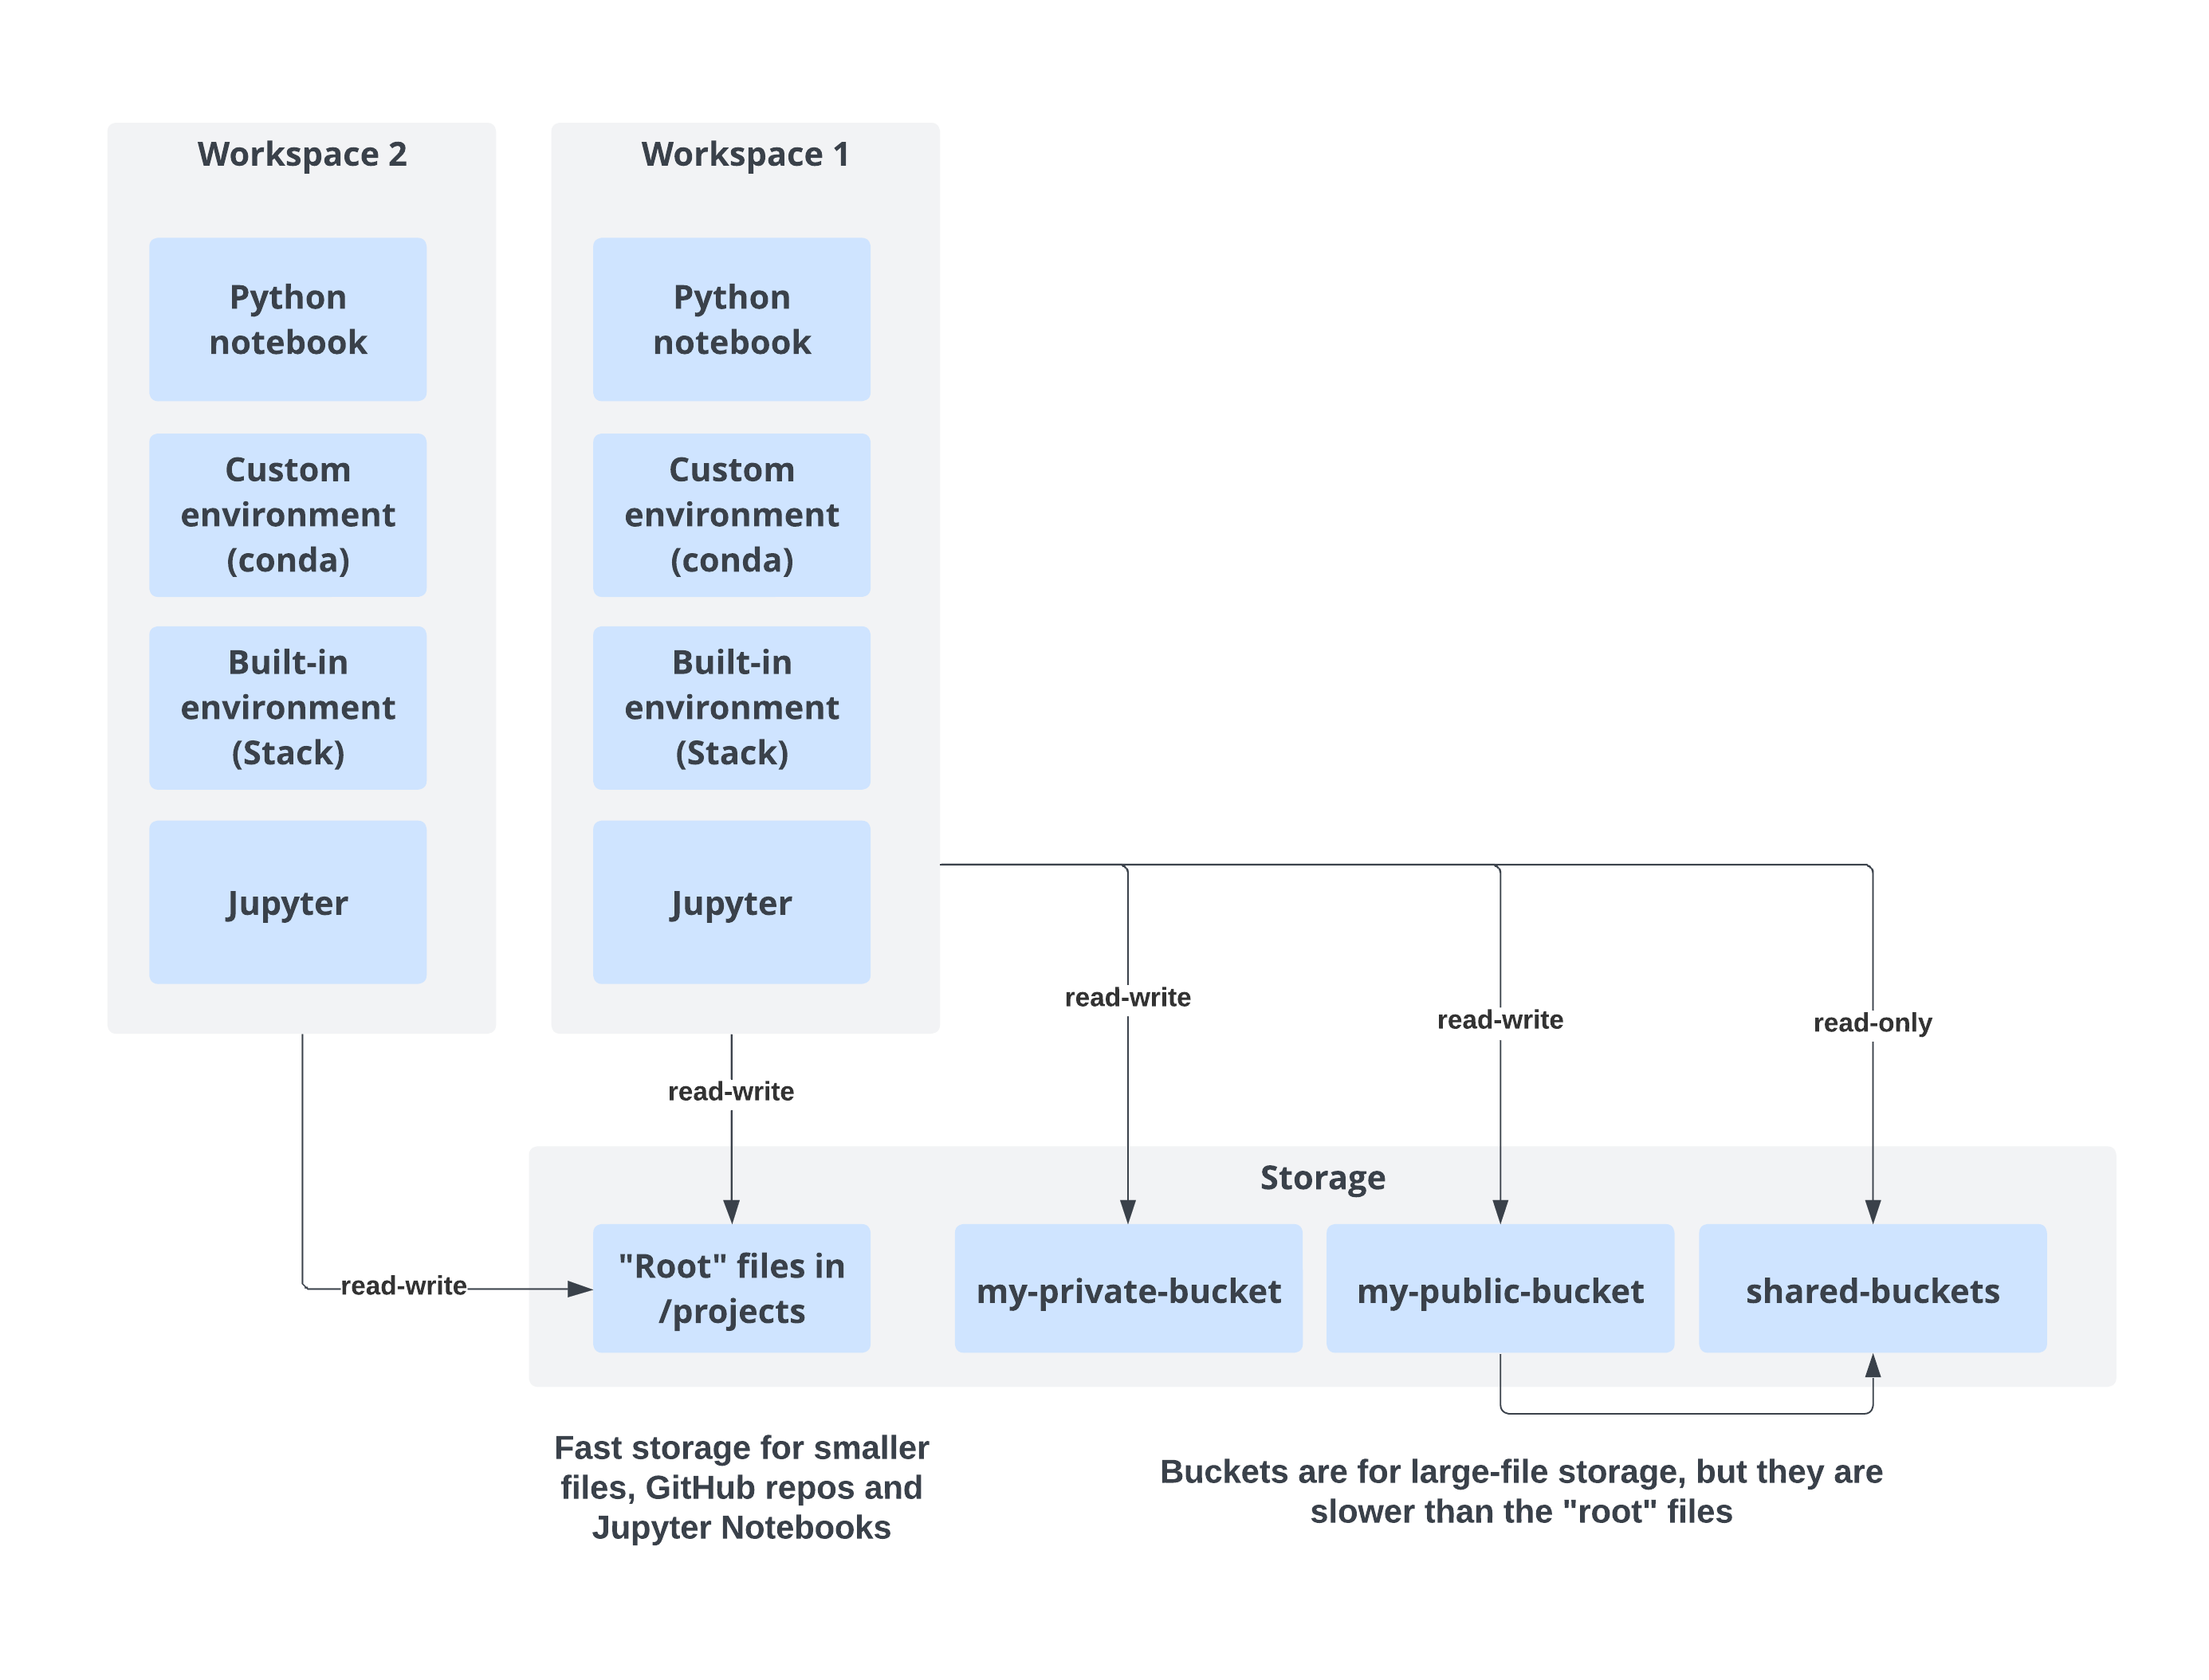 Workspace 2
Python
notebook
Custom
environment
(conda)
Built-in
environment
(Stack)
Jupyter
Workspace 1
Python
notebook
Custom
environment
(conda)
Built-in
environment
(Stack)
Jupyter
read-write
read-write
read-only
read-write
read-write
Storage
"Root" files in
/projects
my-private-bucket
my-public-bucket
shared-buckets
Fast storage for smaller
files, GitHub repos and
Jupyter Notebooks
Buckets are for large-file storage, but they are
slower than the "root" files